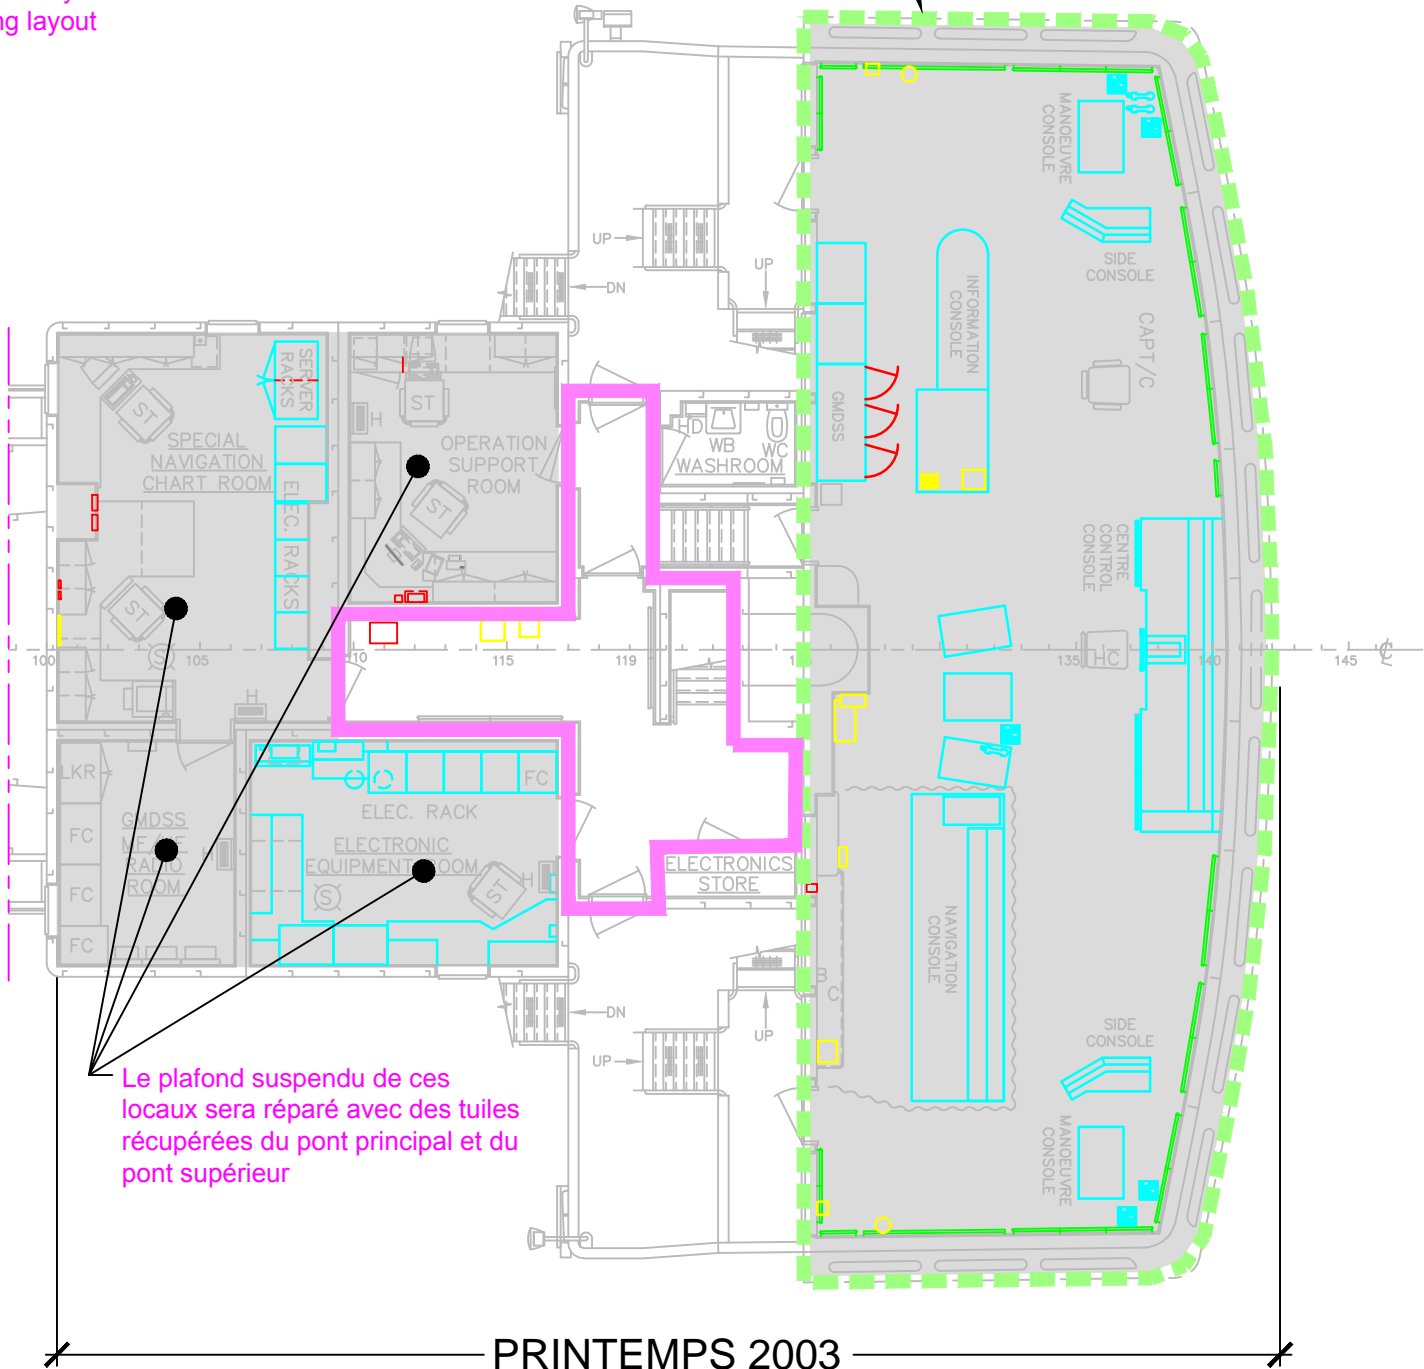 ng layout
UP
UP
DN
MANOEUVRE
CONSOLE
SIDE
CONSOLE
INFORMATION
CONSOLE
CAPT/C
SERVER
RACKS
ST
ST
H
SPECIAL
NAVIGATION
CHART ROOM
OPERATION
SUPPORT
ROOM
ELEC. RACKS
HD
WB
WC
WASHROOM
GMDSS
ST
ST
CENTRE
CONTROL
CONSOLE
HC
S
100
105
10
115
119
135
140
145
H
LKR
FC
FC
FC
FC
ELEC. RACK
GMDSS
RADIO
ROOM
H
ELECTRONIC
EQUIPMENT ROOM
S
ST
H
ELECTRONICS
STORE
NAVIGATION
CONSOLE
B
C
DN
UP
UP
SIDE
CONSOLE
MANOEUVRE
CONSOLE
Le plafond suspendu de ces
locaux sera réparé avec des tuiles
récupérées du pont principal et du
pont supérieur
PRINTEMPS 2003